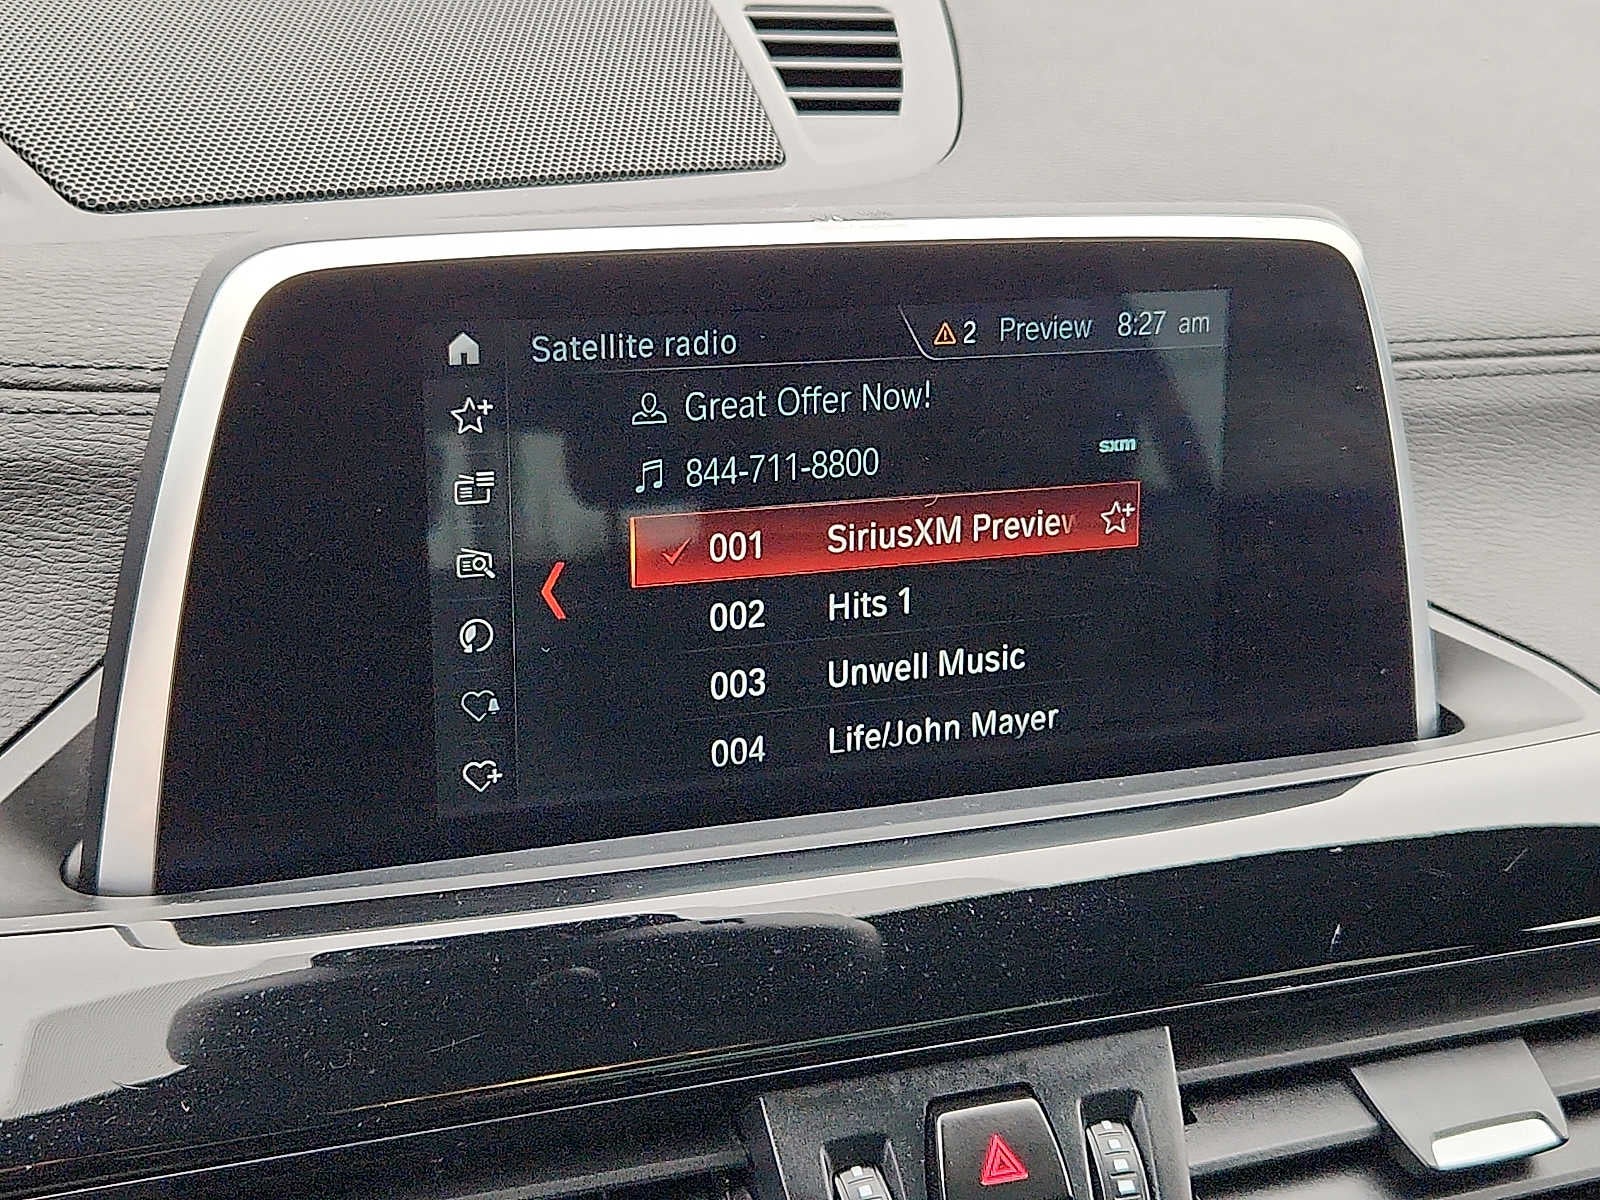 Satellite radio
2 Preview 8:27 am
Great Offer Now!
844-711-8800
sxm
001 SiriusXM Preview
002 Hits 1
003 Unwell Music
004 Life/John Mayer